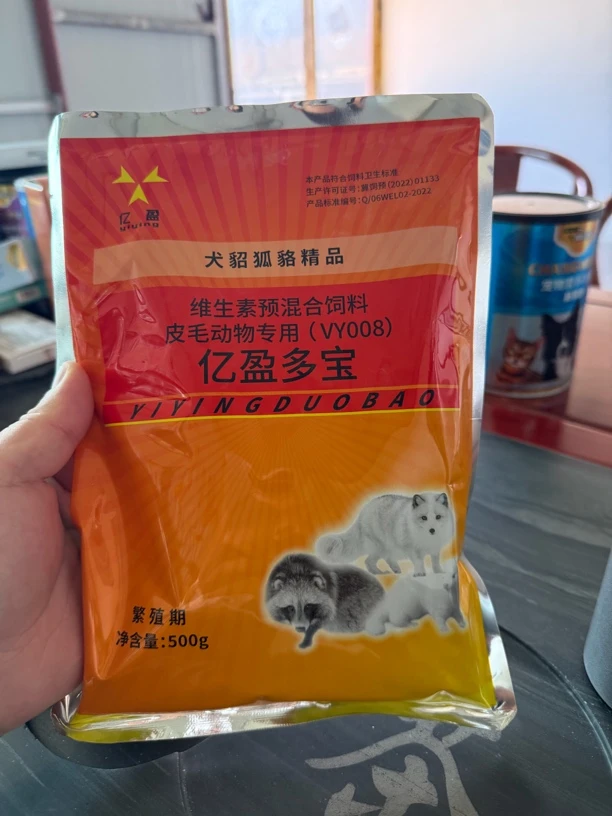 本产品符合饲料卫生标准
生产许可证号：冀饲预(2022)01133
产品标准编号：Q/06WEL02-2022
亿盈
yiying
犬貂狐貉精品
维生素预混合饲料
皮毛动物专用（VY008）
亿盈多宝
YIYINGDUOBAO
繁殖期
净含量：500g